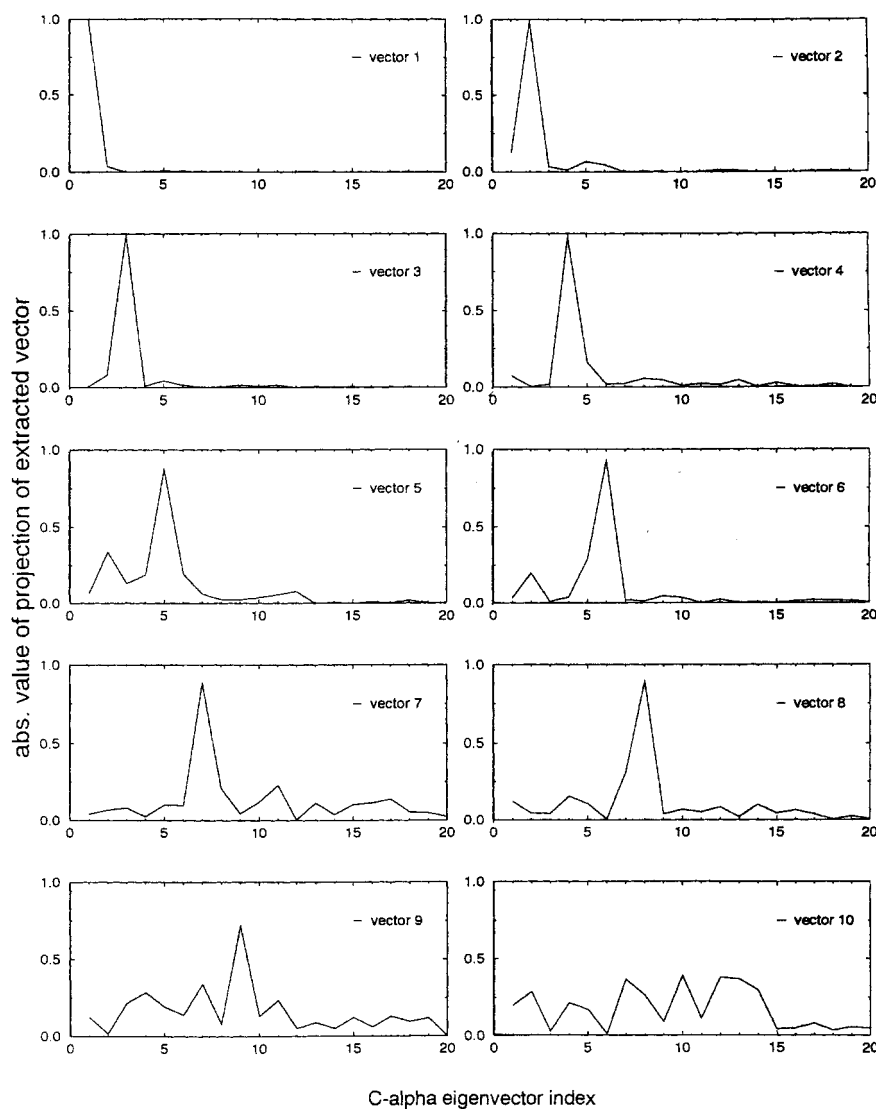 abs. value of projection of extracted vector
1.0 1.0
vector 1 vector 2
0.5 0.5
0.0 0.0
0 5 10 15 20 0 5 10 15 20
1.0 1.0
vector 3 vector 4
0.5 0.5
0.0 0.0
0 5 10 15 20 0 5 10 15 20
1.0 1.0
vector 5 vector 6
0.5 0.5
0.0 0.0
0 5 10 15 20 0 5 10 15 20
1.0 1.0
vector 7 vector 8
0.5 0.5
0.0 0.0
0 5 10 15 20 0 5 10 15 20
1.0 1.0
vector 9 vector 10
0.5 0.5
0.0 0.0
0 5 10 15 20 0 5 10 15 20
C-alpha eigenvector index